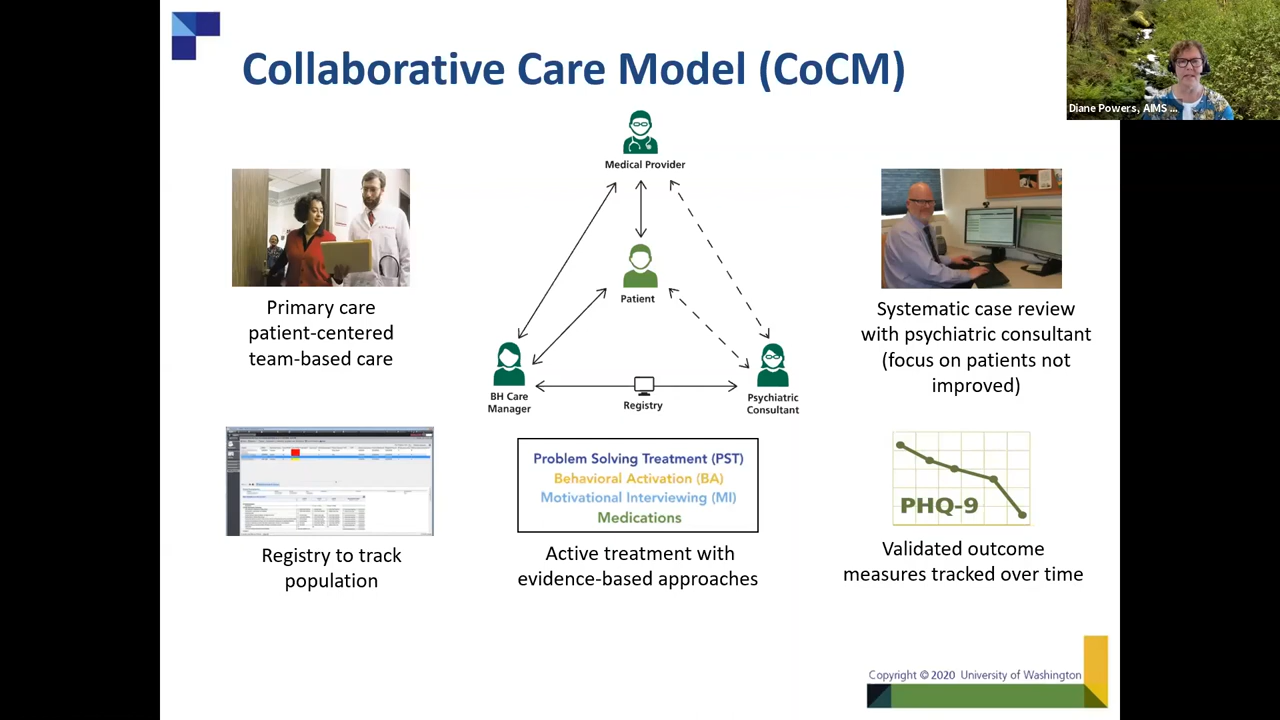 Collaborative Care Model (CoCM)
Diane Powers, AIMS ...
Medical Provider
Patient
BH Care
Manager
Registry
Psychiatric
Consultant
Primary care
patient-centered
team-based care
Systematic case review
with psychiatric consultant
(focus on patients not
improved)
Registry to track
population
Problem Solving Treatment (PST)
Behavioral Activation (BA)
Motivational Interviewing (MI)
Medications
Active treatment with
evidence-based approaches
PHQ-9
Validated outcome
measures tracked over time
Copyright © 2020 University of Washington